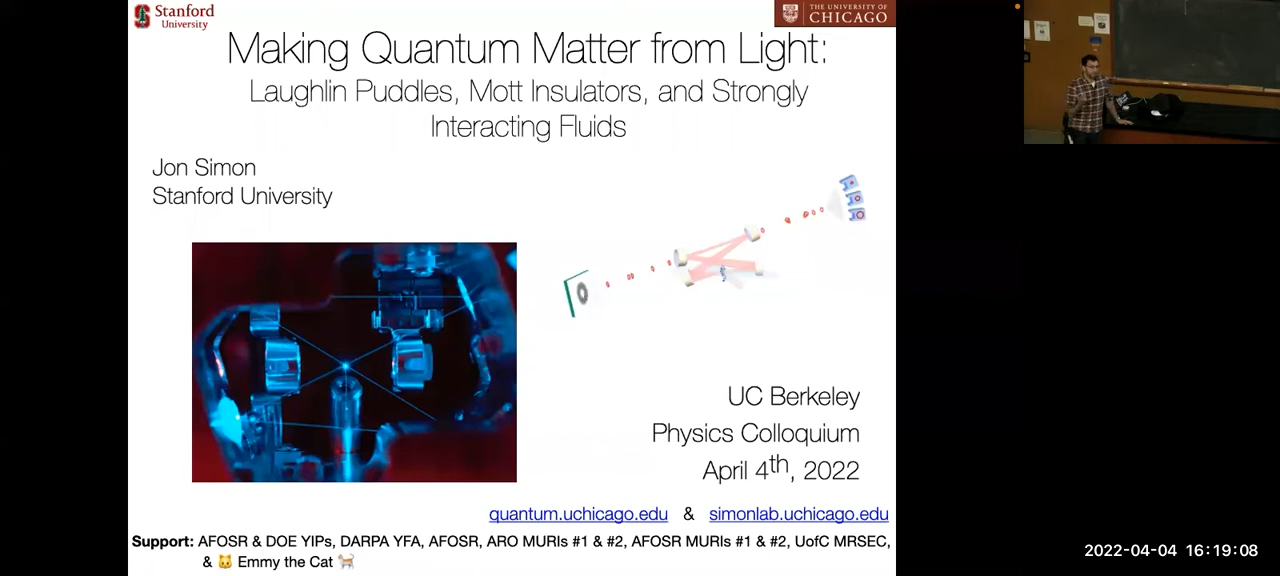 Stanford
University
THE UNIVERSITY OF
CHICAGO
Making Quantum Matter from Light:
Laughlin Puddles, Mott Insulators, and Strongly
Interacting Fluids
Jon Simon
Stanford University
UC Berkeley
Physics Colloquium
April 4th, 2022
quantum.uchicago.edu & simonlab.uchicago.edu
Support: AFOSR & DOE YIPs, DARPA YFA, AFOSR, ARO MURIs #1 & #2, AFOSR MURIs #1 & #2, UofC MRSEC,
& 🐱 Emmy the Cat 🐈
2022-04-04 16:19:08